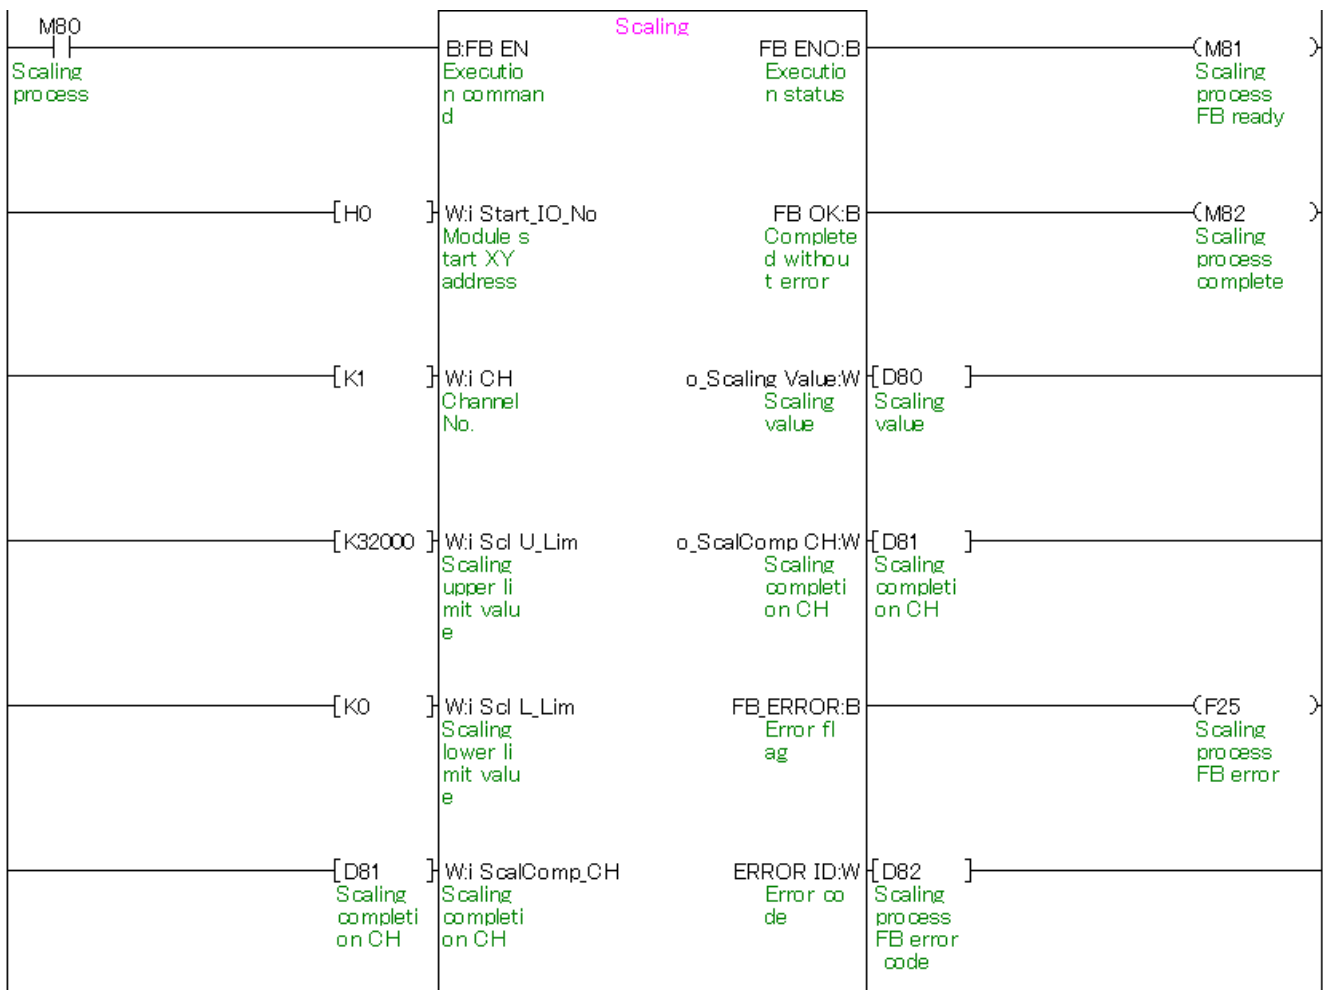 Scaling
M80
B:FB EN
FB ENO:B
(M81 )
Scaling
process
Executio
n comman
d
Executio
n status
Scaling
process
FB ready
[H0 ]
W:i Start_IO_No
FB OK:B
(M82 )
Module s
tart XY
address
Complete
d withou
t error
Scaling
process
complete
[K1 ]
W:i CH
o_Scaling Value:W
[D80 ]
Channel
No.
Scaling
value
Scaling
value
[K32000 ]
W:i Scl U_Lim
o_ScalComp CH:W
[D81 ]
Scaling
upper li
mit valu
e
Scaling
completi
on CH
Scaling
completi
on CH
[K0 ]
W:i Scl L_Lim
FB_ERROR:B
(F25 )
Scaling
lower li
mit valu
e
Error fl
ag
Scaling
process
FB error
[D81 ]
W:i ScalComp_CH
ERROR ID:W
[D82 ]
Scaling
completi
on CH
Scaling
completi
on CH
Error co
de
Scaling
process
FB error
code